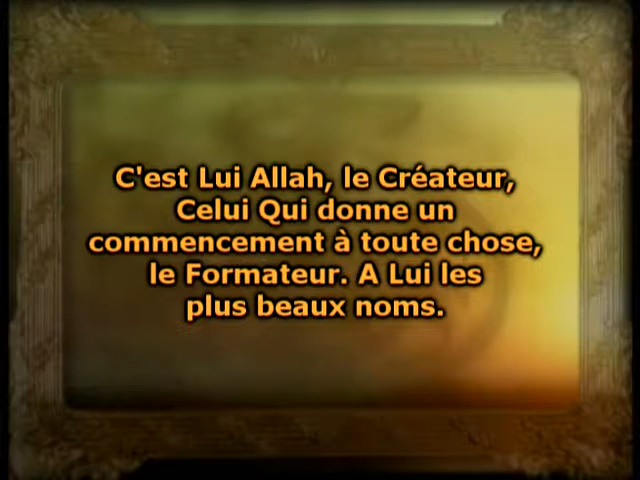 C'est Lui Allah, le Créateur,
Celui Qui donne un
commencement à toute chose,
le Formateur. A Lui les
plus beaux noms.